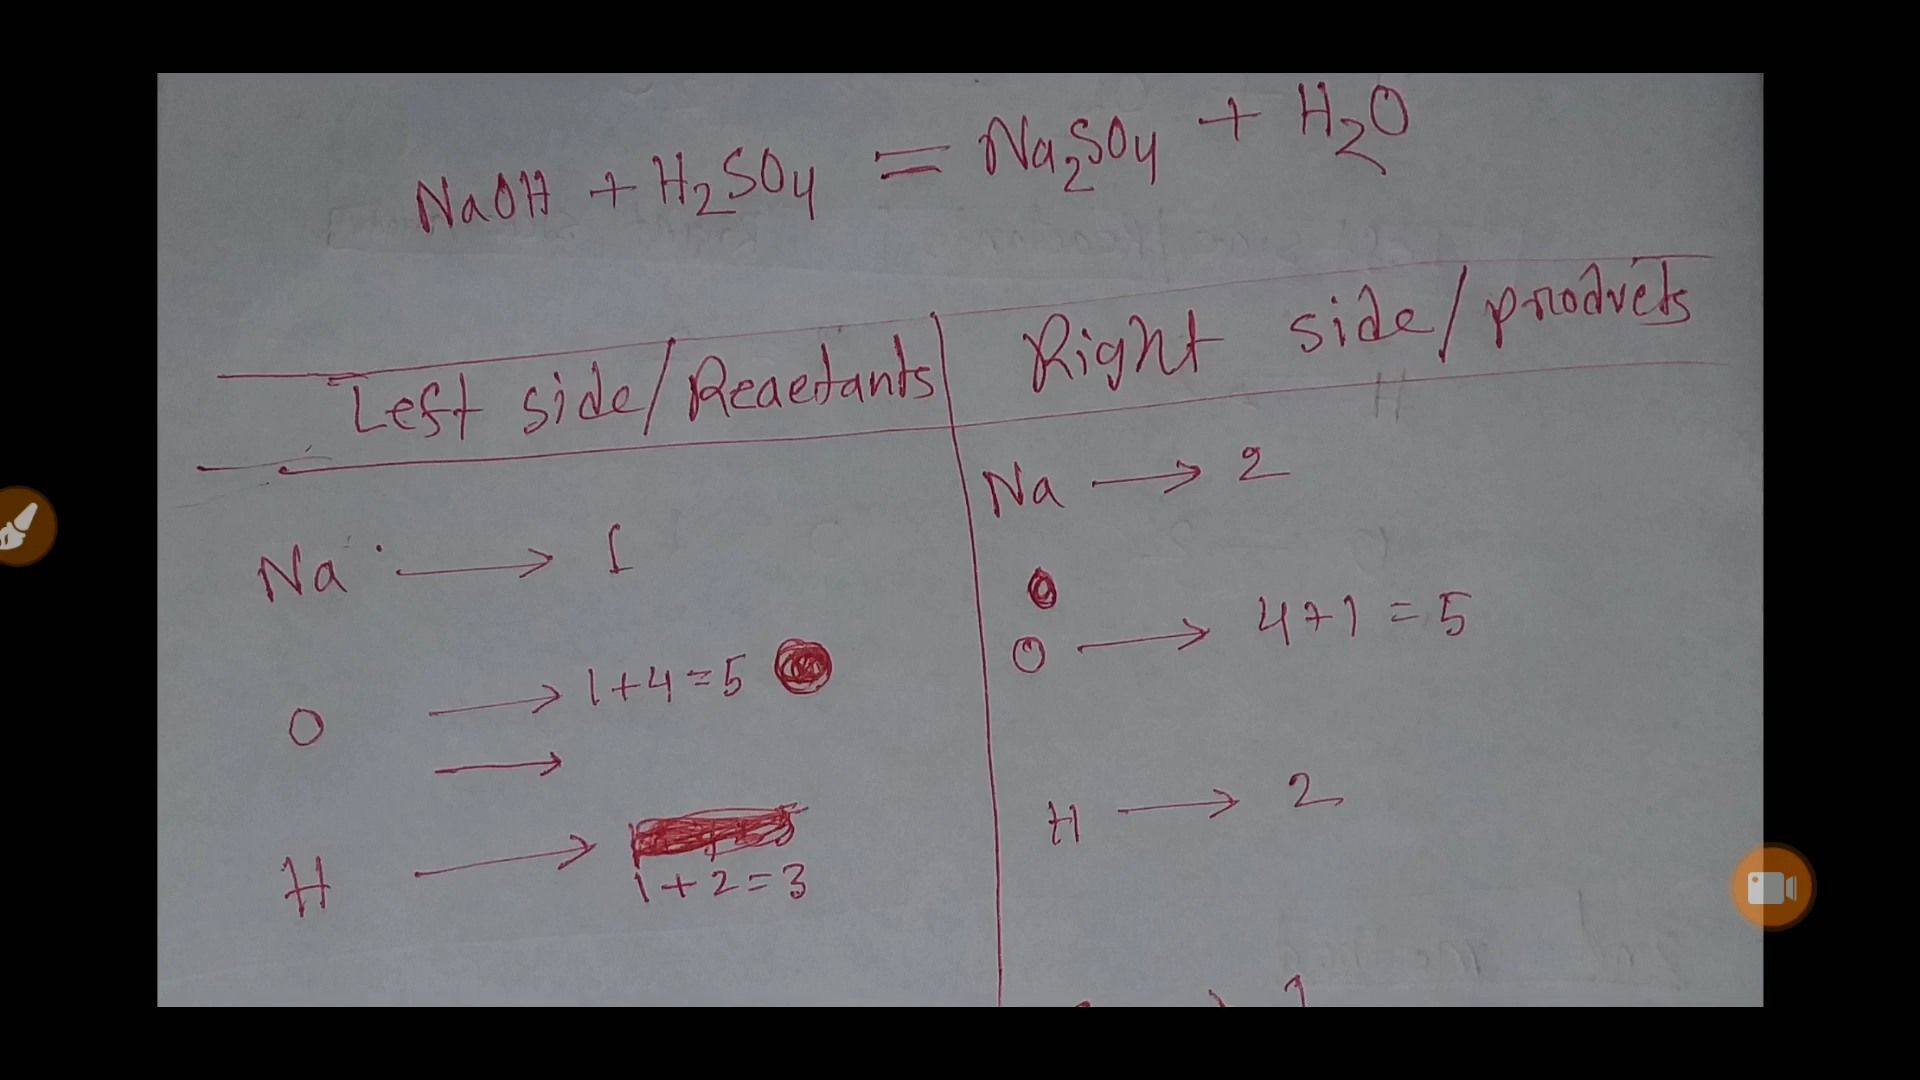 NaOH + H2SO4 = Na2SO4 + H2O
Left side/Reactants
Right side/products
Na → 1
O → 1+4=5
→
H → 1+2=3
Na → 2
O → 4+1=5
H → 2
1